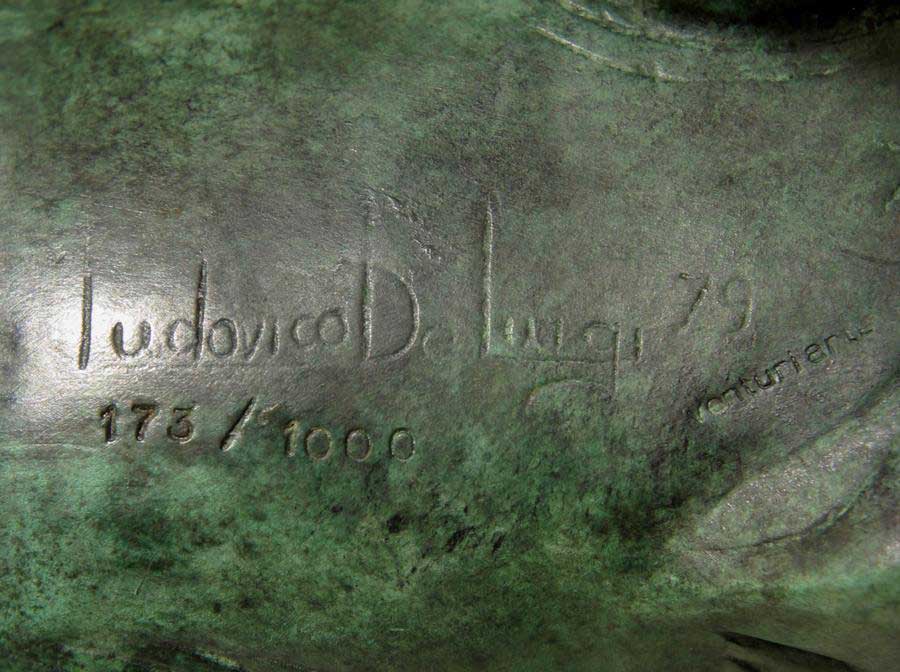 Ludovico De Luigi 79
venturi arte
173 / 1000